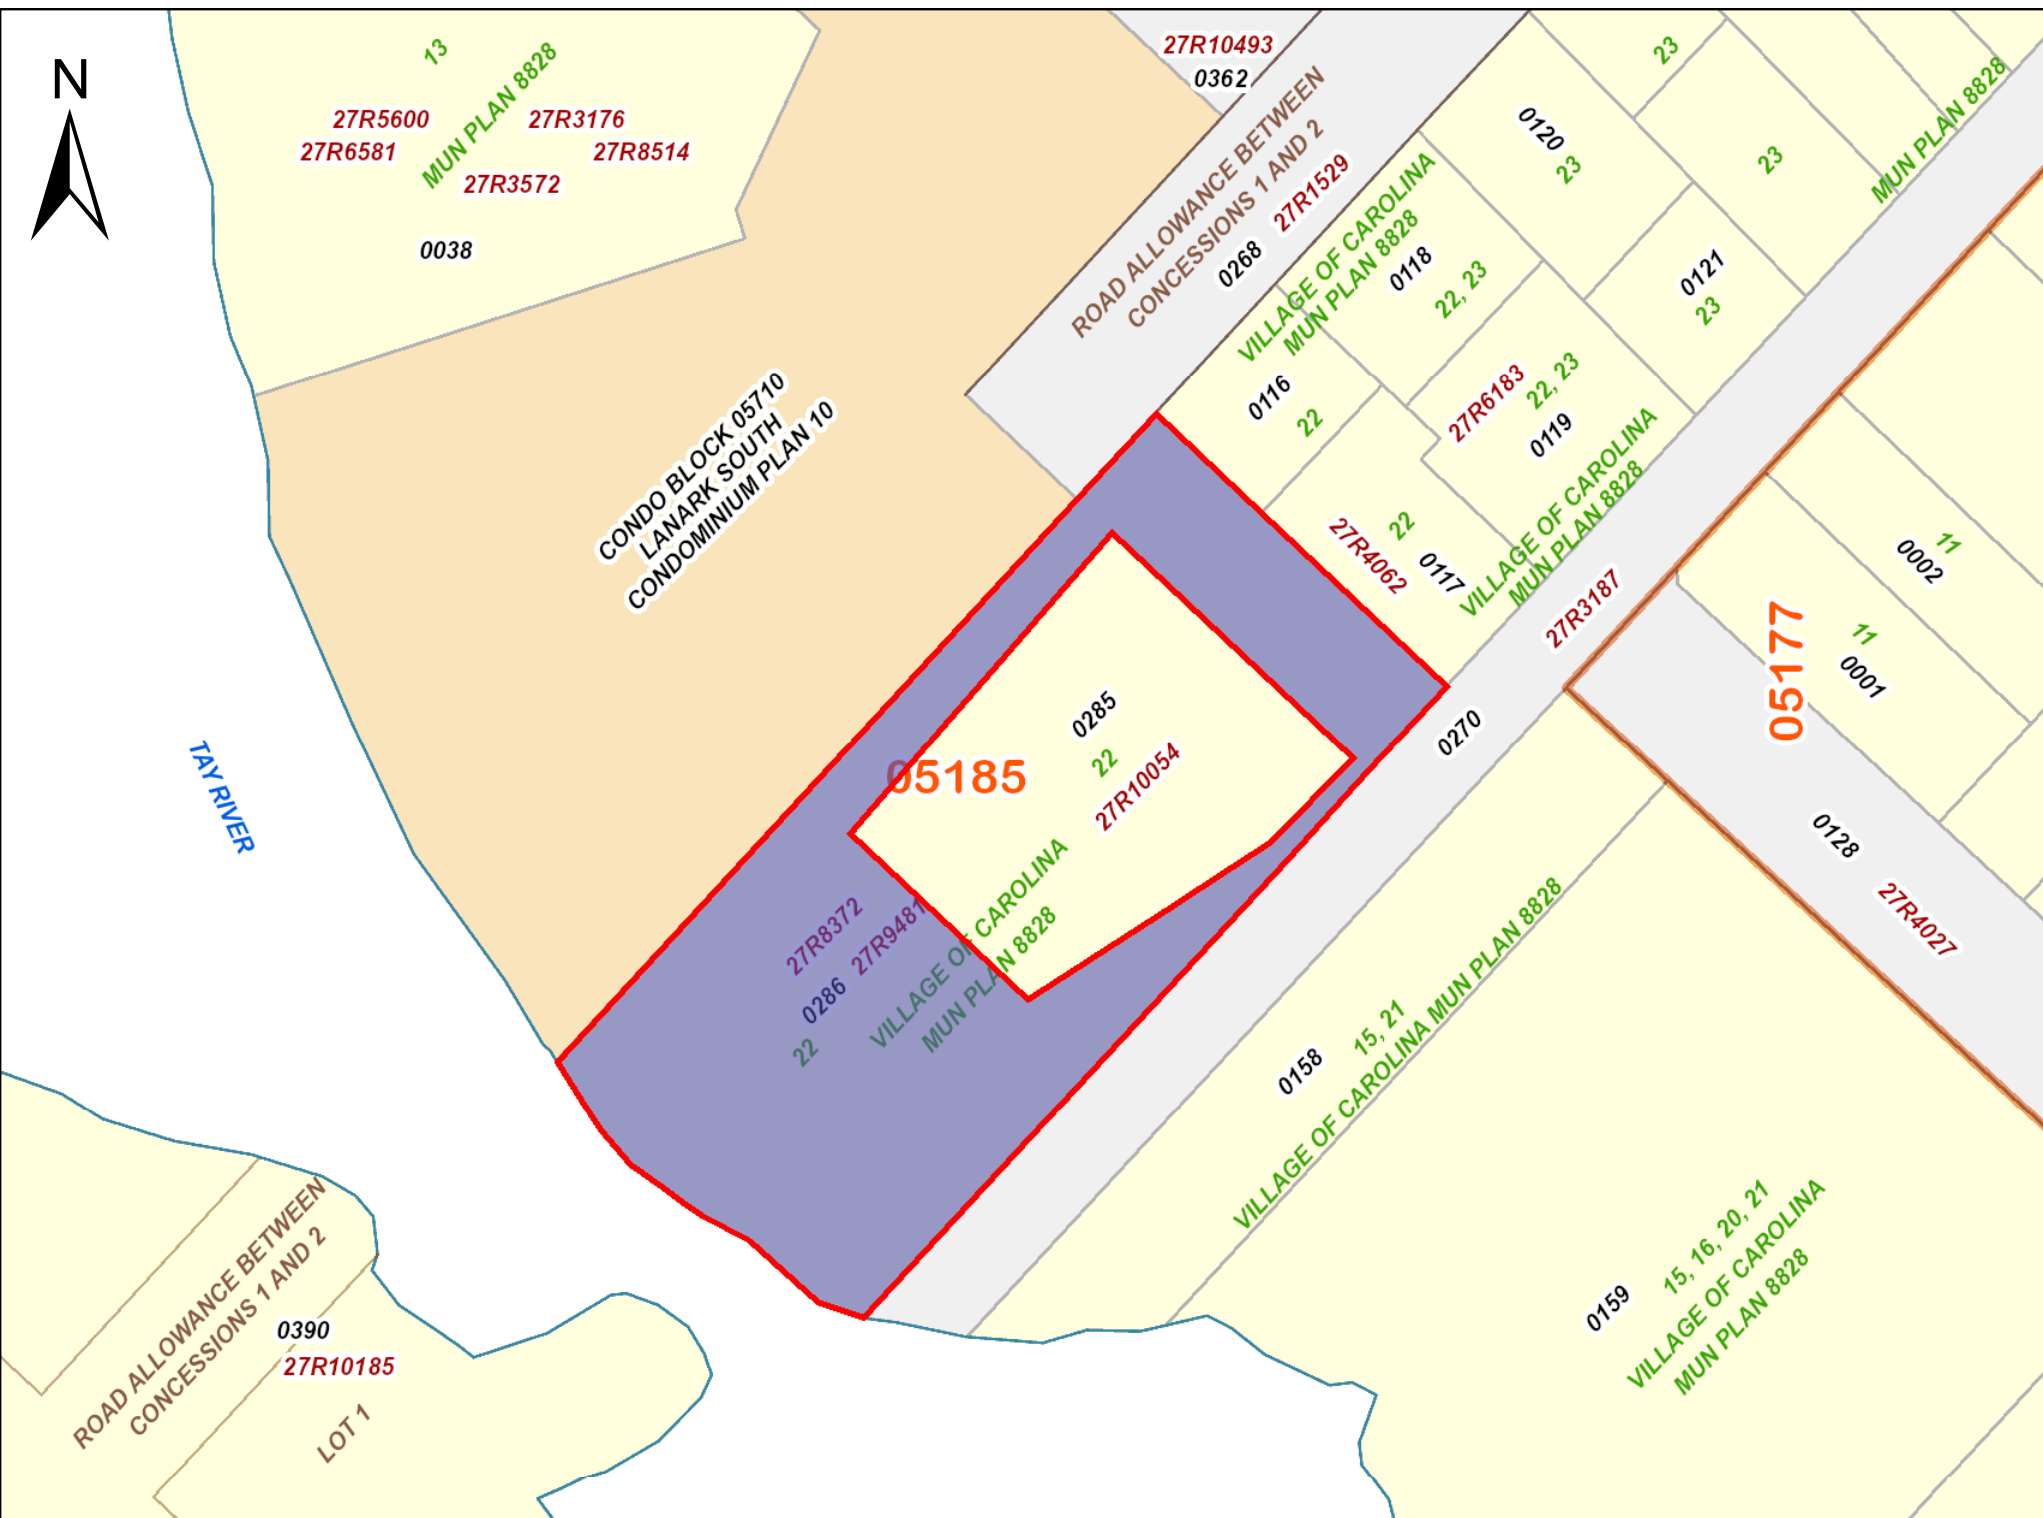 N
13
MUN PLAN 8828
27R5600
27R3176
27R6581
27R8514
27R3572
0038
27R10493
0362
ROAD ALLOWANCE BETWEEN
CONCESSIONS 1 AND 2
0268
27R1529
VILLAGE OF CAROLINA
MUN PLAN 8828
0118
22, 23
0120
23
23
23
MUN PLAN 8828
0121
23
0116
22
27R6183
22, 23
0119
VILLAGE OF CAROLINA
MUN PLAN 8828
27R4062
22
0117
27R3187
CONDO BLOCK 05710
LANARK SOUTH
CONDOMINIUM PLAN 10
11
0002
11
0001
05177
0285
22
27R10054
05185
0270
TAY RIVER
0128
27R4027
27R8372
27R9481
0286
22
VILLAGE OF CAROLINA
MUN PLAN 8828
0158
15, 21
VILLAGE OF CAROLINA MUN PLAN 8828
ROAD ALLOWANCE BETWEEN
CONCESSIONS 1 AND 2
0390
27R10185
LOT 1
0159
15, 16, 20, 21
VILLAGE OF CAROLINA
MUN PLAN 8828